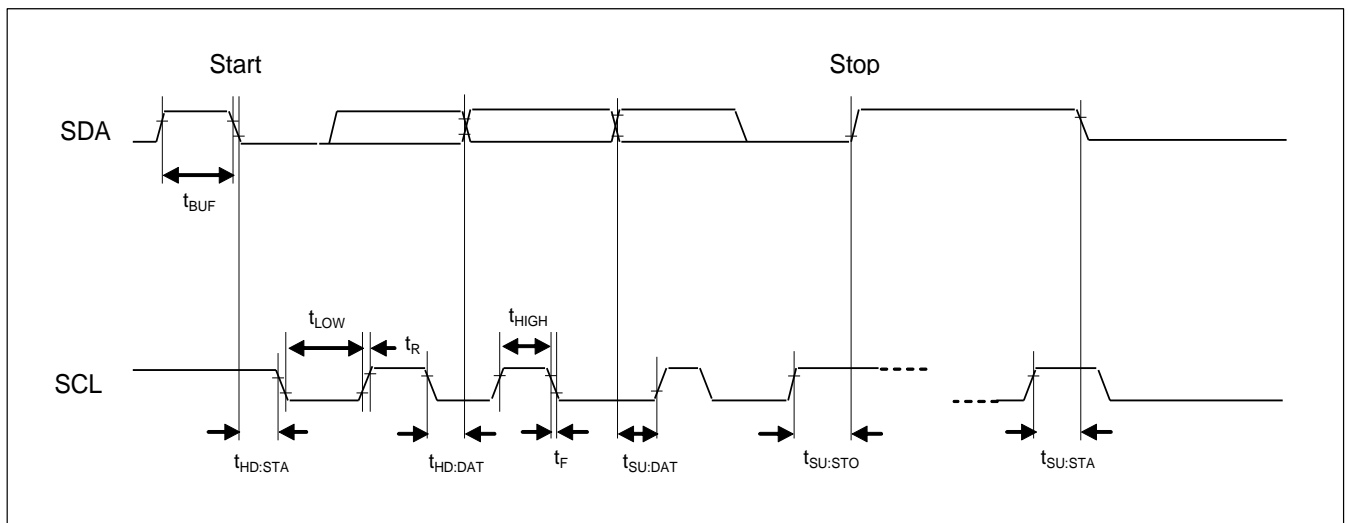 Start
Stop
SDA
tBUF
tLOW
tR
tHIGH
SCL
tHD:STA
tHD:DAT
tF
tSU:DAT
tSU:STO
tSU:STA